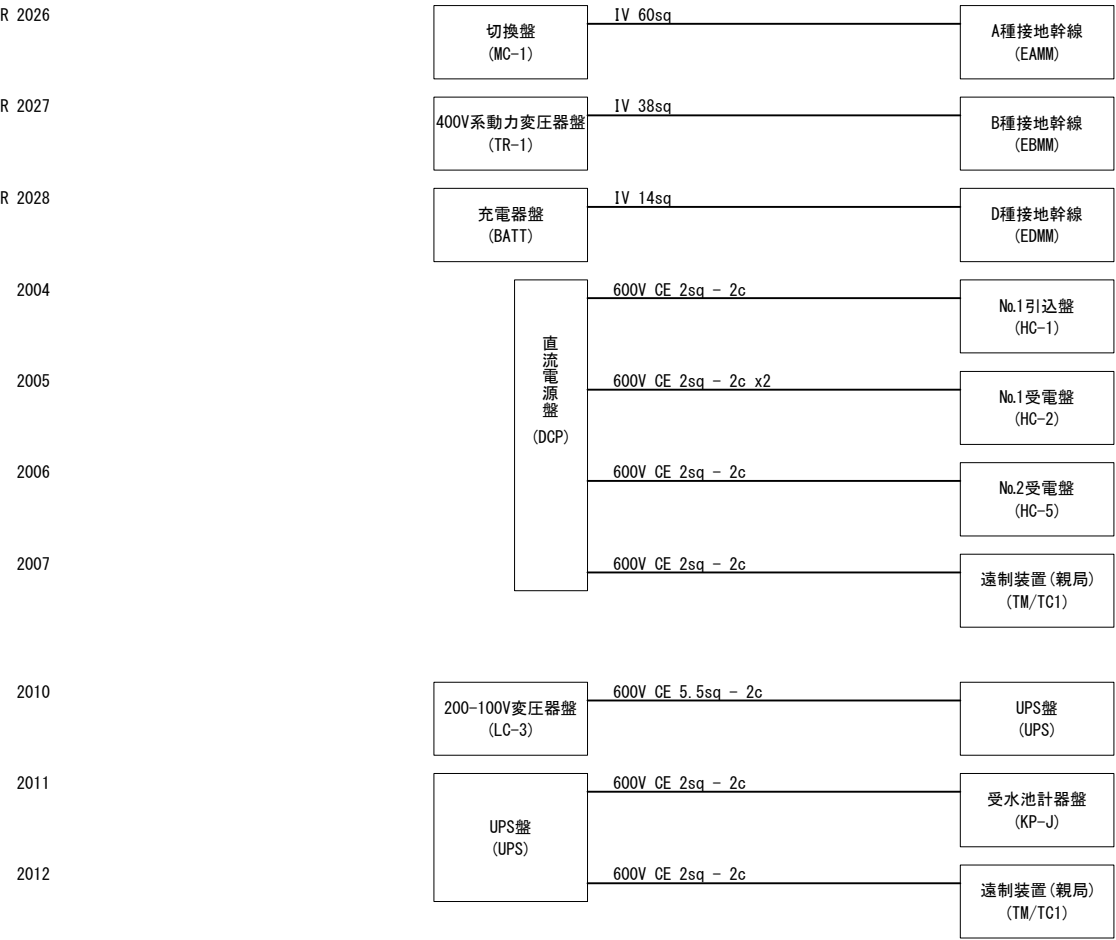 R 2026
IV 60sq
切換盤
(MC-1)
A種接地幹線
(EAMM)
R 2027
IV 38sq
400V系動力変圧器盤
(TR-1)
B種接地幹線
(EBMM)
R 2028
IV 14sq
充電器盤
(BATT)
D種接地幹線
(EDMM)
直流電源盤
(DCP)
2004
600V CE 2sq - 2c
№1引込盤
(HC-1)
2005
600V CE 2sq - 2c x2
№1受電盤
(HC-2)
2006
600V CE 2sq - 2c
№2受電盤
(HC-5)
2007
600V CE 2sq - 2c
遠制装置(親局)
(TM/TC1)
2010
600V CE 5.5sq - 2c
200-100V変圧器盤
(LC-3)
UPS盤
(UPS)
2011
600V CE 2sq - 2c
受水池計器盤
(KP-J)
UPS盤
(UPS)
2012
600V CE 2sq - 2c
遠制装置(親局)
(TM/TC1)